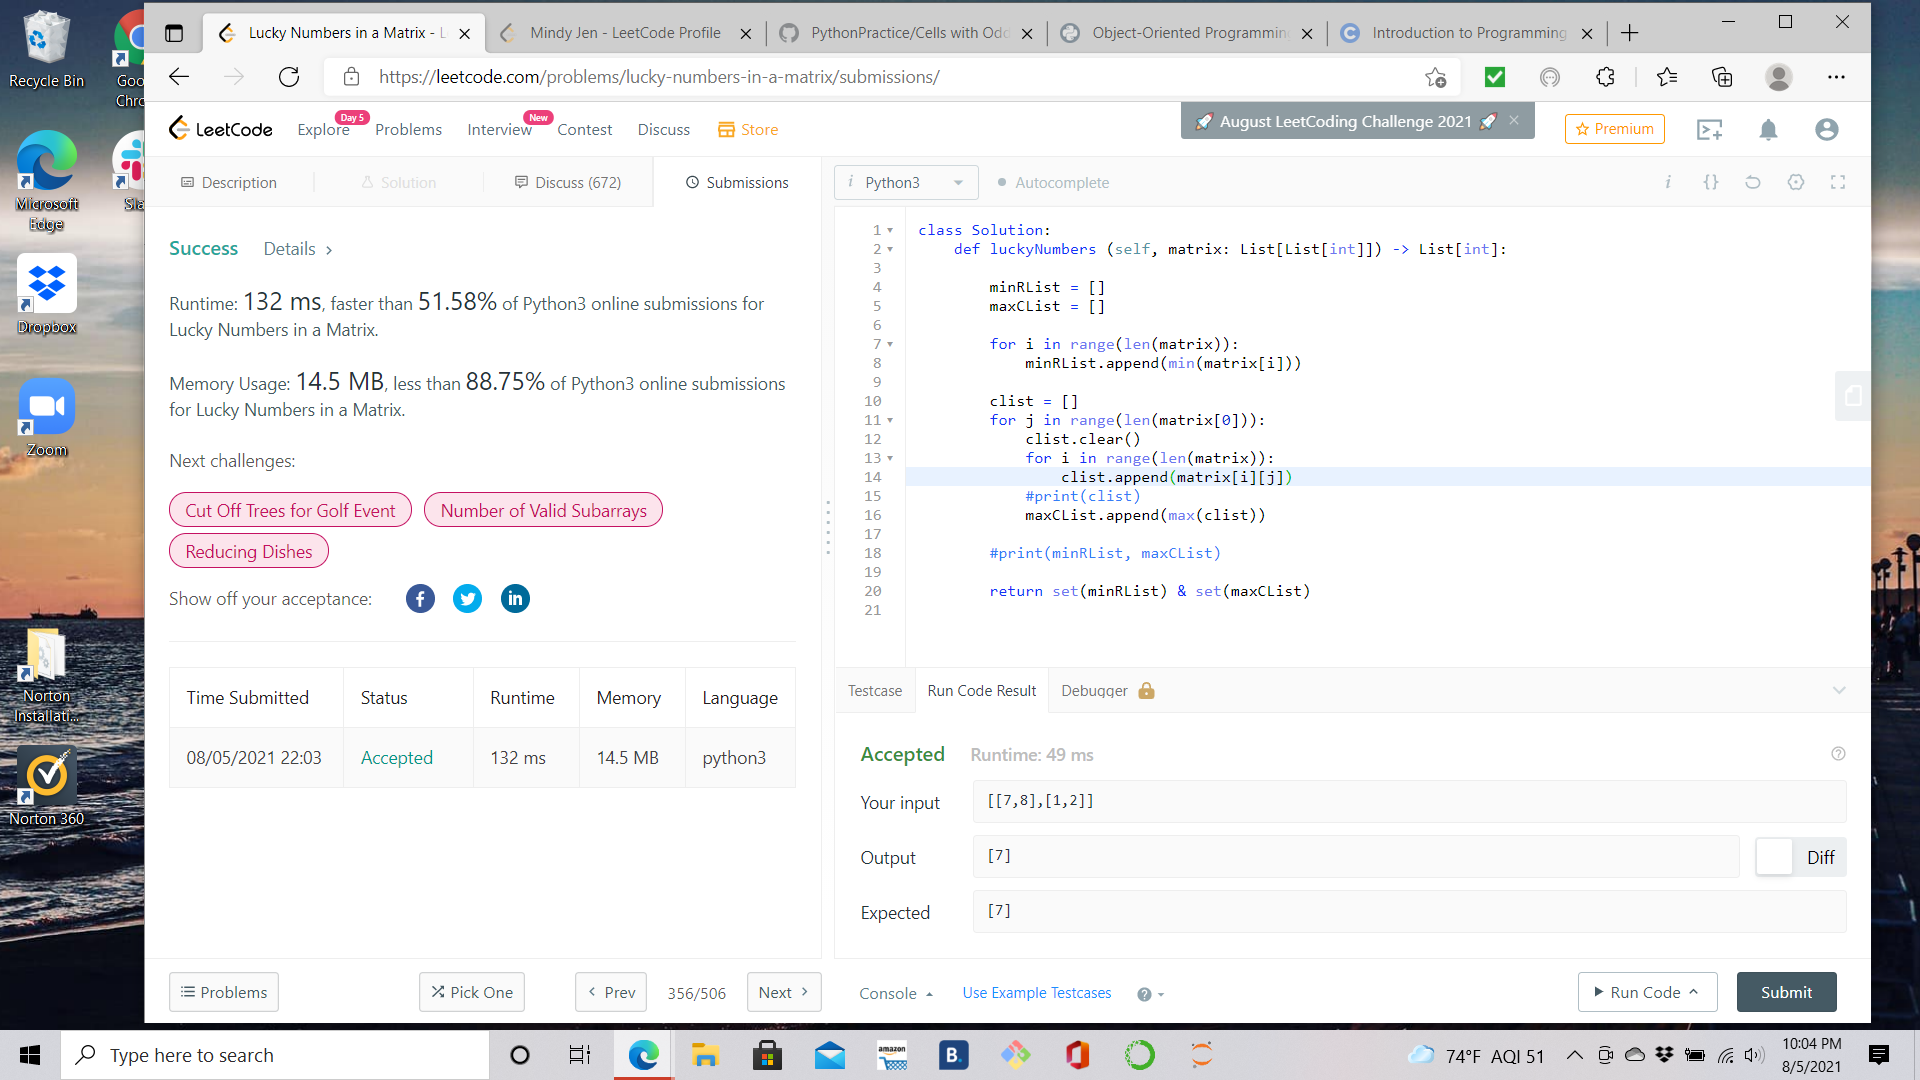 Recycle Bin
Goo
Chro
Microsoft
Edge
Sla
Dropbox
Zoom
Norton
Installati...
Norton 360
Lucky Numbers in a Matrix - L
Mindy Jen - LeetCode Profile
PythonPractice/Cells with Odd
Object-Oriented Programming
Introduction to Programming
https://leetcode.com/problems/lucky-numbers-in-a-matrix/submissions/
LeetCode
Explore
Day 5
Problems
Interview
New
Contest
Discuss
Store
August LeetCoding Challenge 2021
Premium
Description
Solution
Discuss (672)
Submissions
i Python3
Autocomplete
i {}
Success
Details >
Runtime: 132 ms, faster than 51.58% of Python3 online submissions for
Lucky Numbers in a Matrix.
Memory Usage: 14.5 MB, less than 88.75% of Python3 online submissions
for Lucky Numbers in a Matrix.
Next challenges:
Cut Off Trees for Golf Event
Number of Valid Subarrays
Reducing Dishes
Show off your acceptance:
f
in
Time Submitted Status Runtime Memory Language
08/05/2021 22:03 Accepted 132 ms 14.5 MB python3
1 class Solution:
2 def luckyNumbers (self, matrix: List[List[int]]) -> List[int]:
3
4 minRList = []
5 maxCList = []
6
7 for i in range(len(matrix)):
8 minRList.append(min(matrix[i]))
9
10 clist = []
11 for j in range(len(matrix[0])):
12 clist.clear()
13 for i in range(len(matrix)):
14 clist.append(matrix[i][j])
15 #print(clist)
16 maxCList.append(max(clist))
17
18 #print(minRList, maxCList)
19
20 return set(minRList) & set(maxCList)
21
Testcase
Run Code Result
Debugger
Accepted
Runtime: 49 ms
Your input
[[7,8],[1,2]]
Output
[7]
Diff
Expected
[7]
Problems
Pick One
< Prev
356/506
Next >
Console
Use Example Testcases
Run Code
Submit
Type here to search
amazon
B.
74°F AQI 51
10:04 PM
8/5/2021